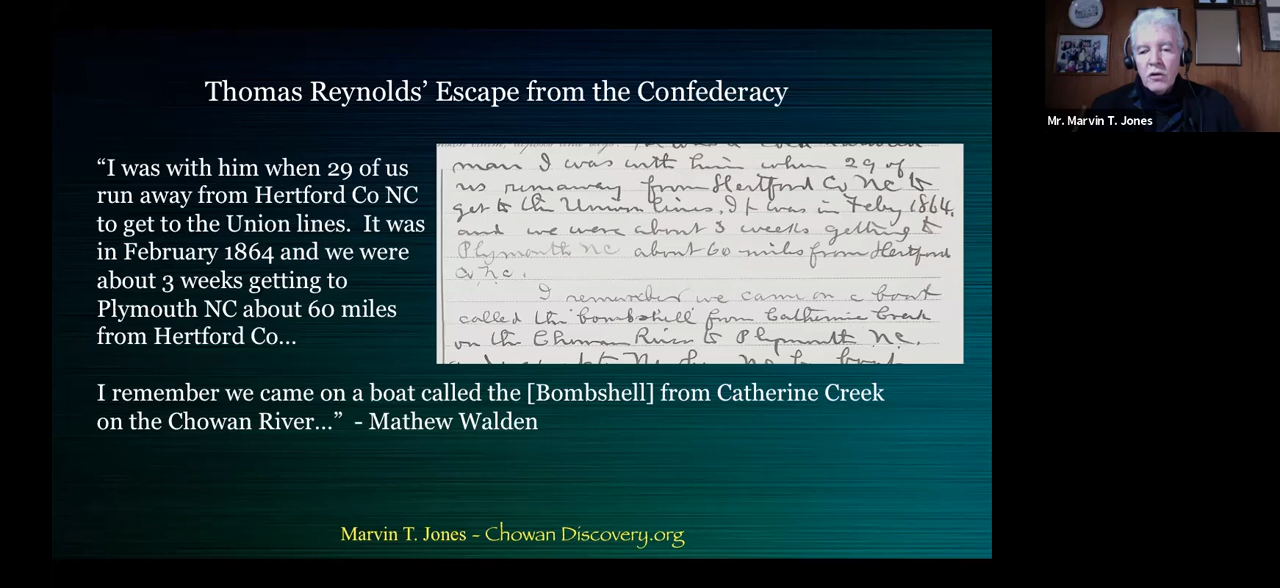 Thomas Reynolds’ Escape from the Confederacy
“I was with him when 29 of us
run away from Hertford Co NC
to get to the Union lines.  It was
in February 1864 and we were
about 3 weeks getting to
Plymouth NC about 60 miles
from Hertford Co...
man I was with him when 29 of
us runaway from Hertford Co NC to
get to the Union lines. It was in Feby 1864.
and we were about 3 weeks getting to
Plymouth NC about 60 miles from Hertford
Co N.C.
I remember we came on a boat
called the "bombshell" from Catherine Creek
on the Chowan River to Plymouth N.C.
I remember we came on a boat called the [Bombshell] from Catherine Creek
on the Chowan River...”  - Mathew Walden
Marvin T. Jones - Chowan Discovery.org
Mr. Marvin T. Jones